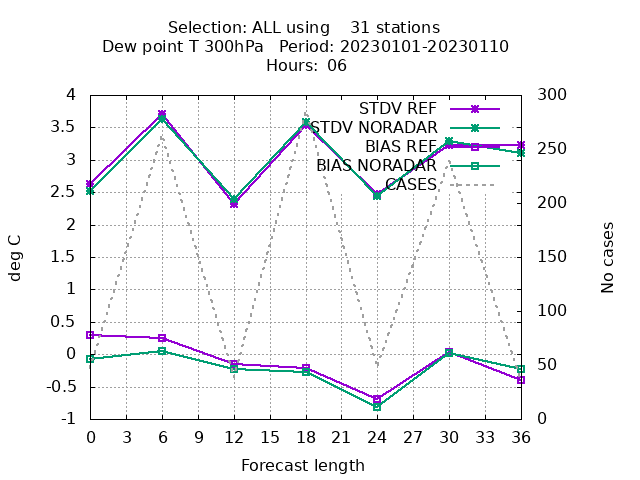 Selection: ALL using    31 stations
Dew point T 300hPa   Period: 20230101-20230110
Hours:  06
STDV REF
STDV NORADAR
BIAS REF
BIAS NORADAR
CASES
4
3.5
3
2.5
2
1.5
1
0.5
0
-0.5
-1
deg C
300
250
200
150
100
50
0
No cases
0 3 6 9 12 15 18 21 24 27 30 33 36
Forecast length